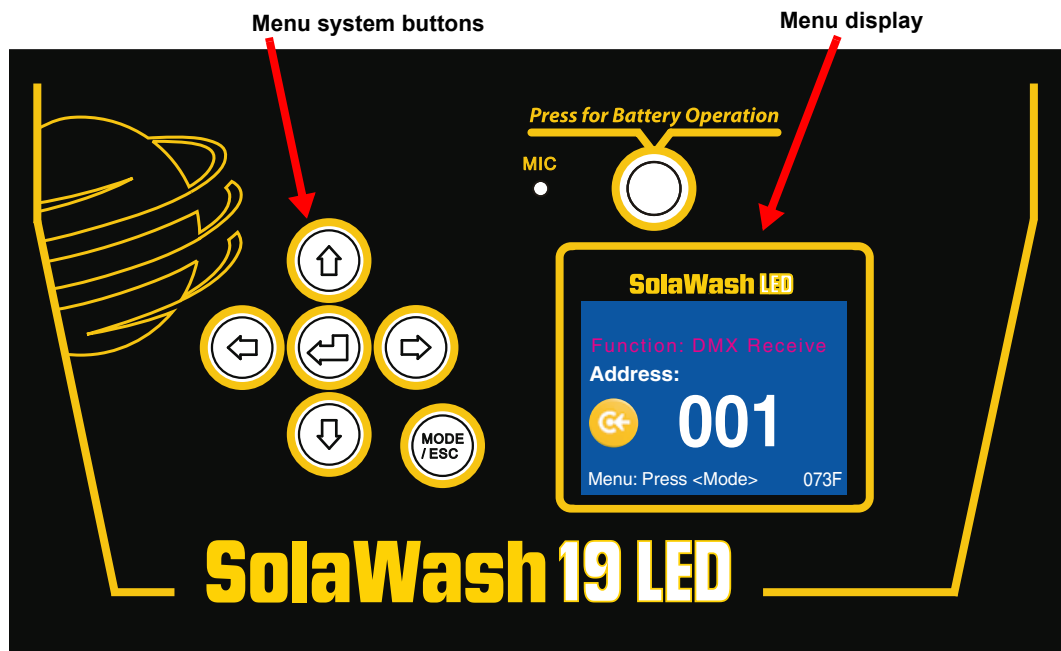 Menu system buttons
Menu display
Press for Battery Operation
MIC
SolaWash LED
Function: DMX Receive
Address:
001
MODE
/ESC
Menu: Press <Mode>
073F
SolaWash 19 LED